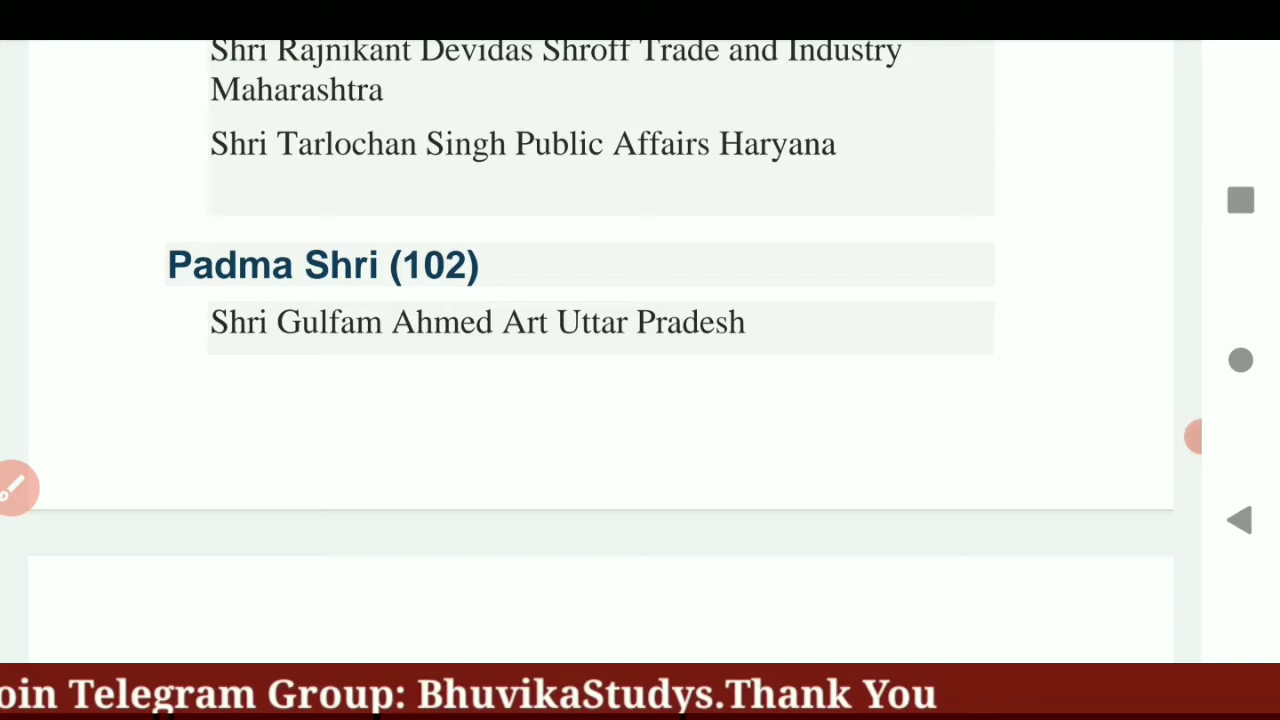 Shri Rajnikant Devidas Shroff Trade and Industry
Maharashtra
Shri Tarlochan Singh Public Affairs Haryana
Padma Shri (102)
Shri Gulfam Ahmed Art Uttar Pradesh
oin Telegram Group: BhuvikaStudys.Thank You